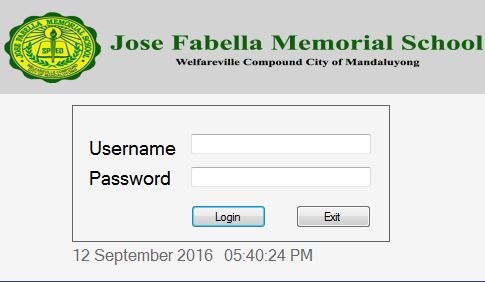 JOSE FABELLA MEMORIAL SCHOOL
SPED
Jose Fabella Memorial School
Welfareville Compound City of Mandaluyong
Username
Password
Login Exit
12 September 2016 05:40:24 PM